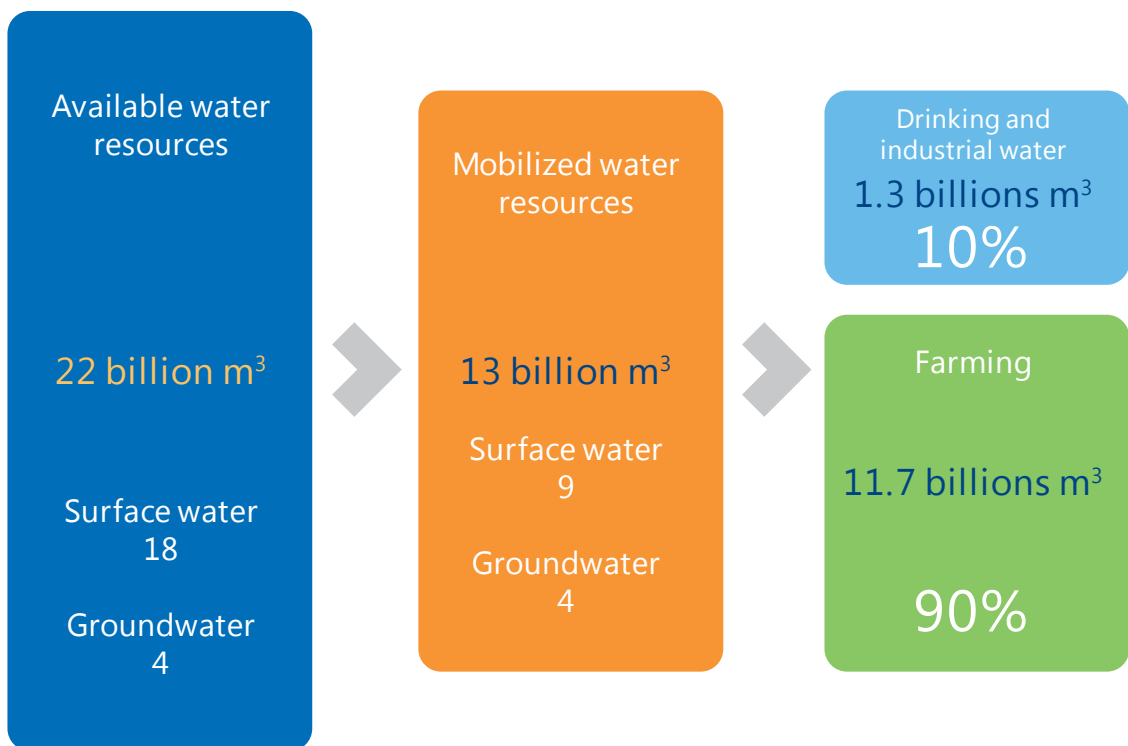 Available water
resources
22 billion m³
Surface water
18
Groundwater
4
Mobilized water
resources
13 billion m³
Surface water
9
Groundwater
4
Drinking and
industrial water
1.3 billions m³
10%
Farming
11.7 billions m³
90%